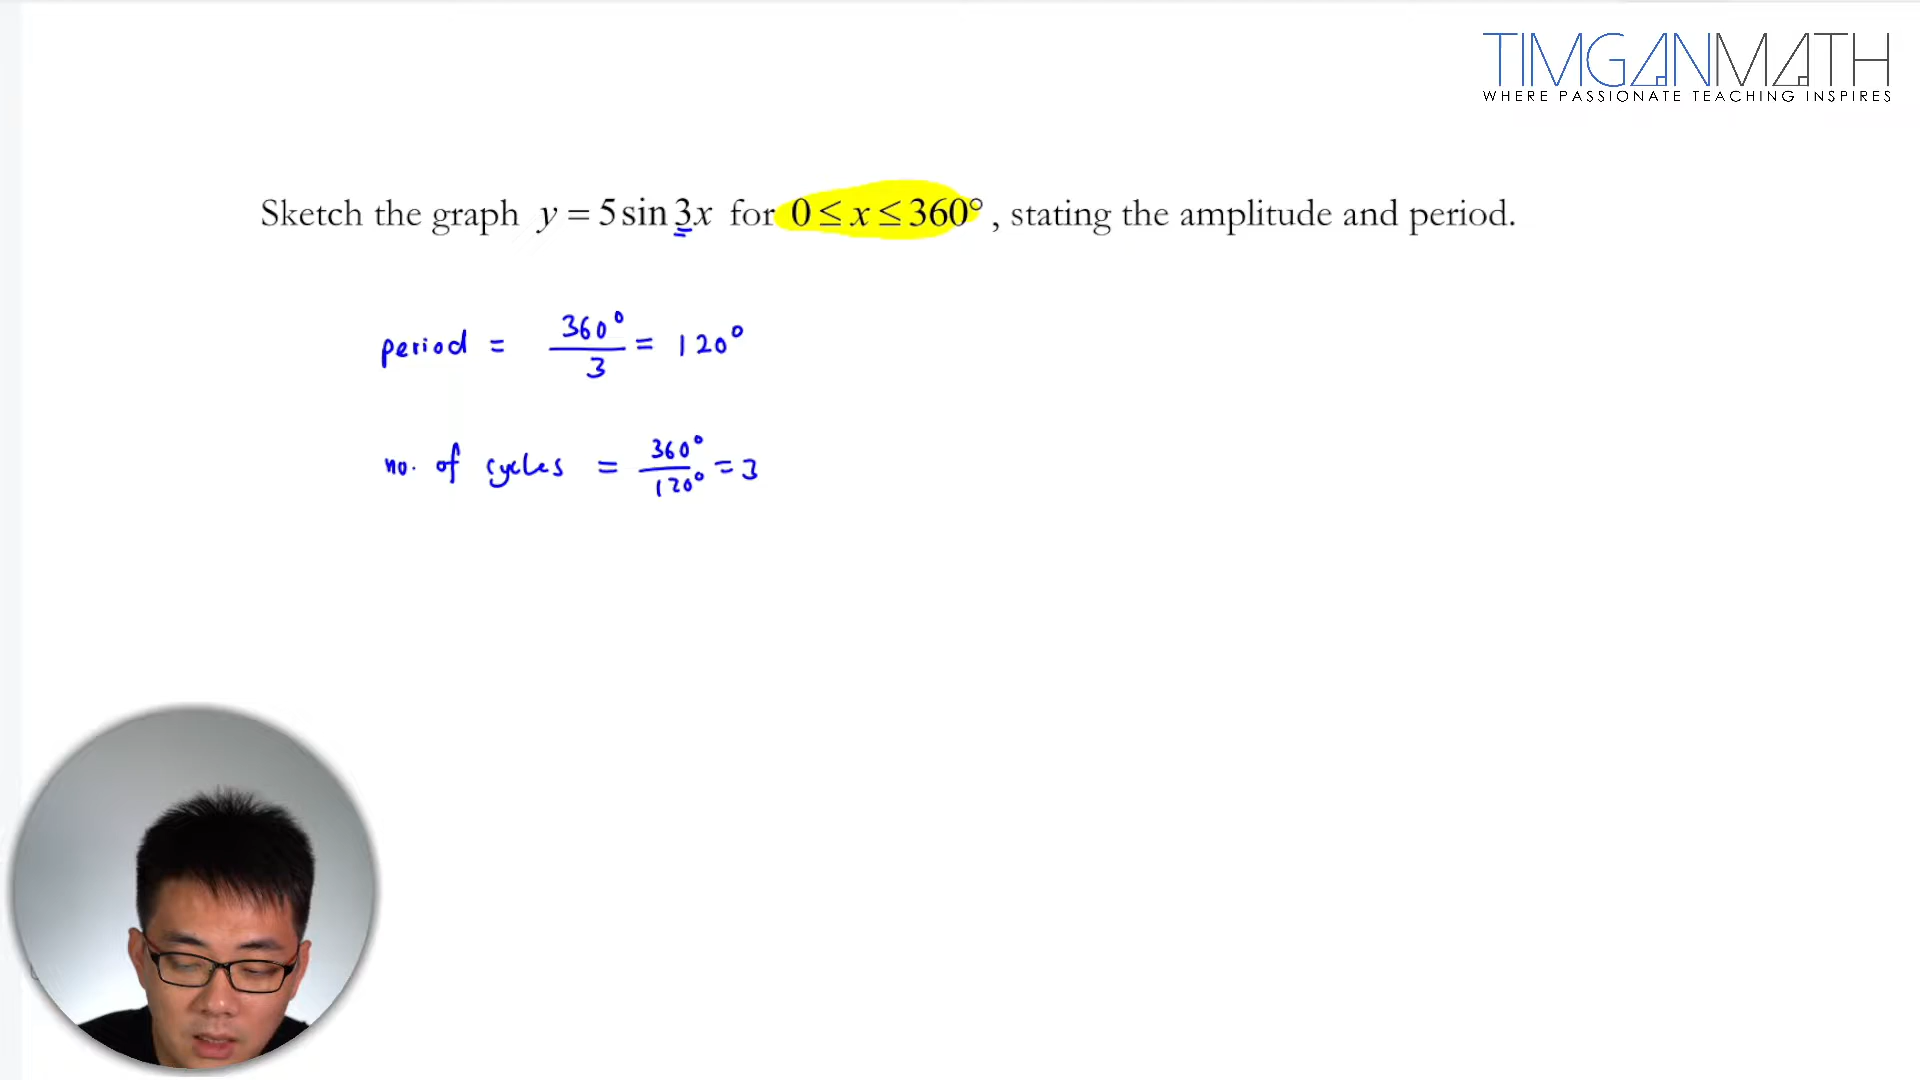 TIMGANMATH
WHERE PASSIONATE TEACHING INSPIRES
Sketch the graph y = 5 sin 3x for 0 ≤ x ≤ 360°, stating the amplitude and period.
period = 360°/3 = 120°
no. of cycles = 360°/120° = 3